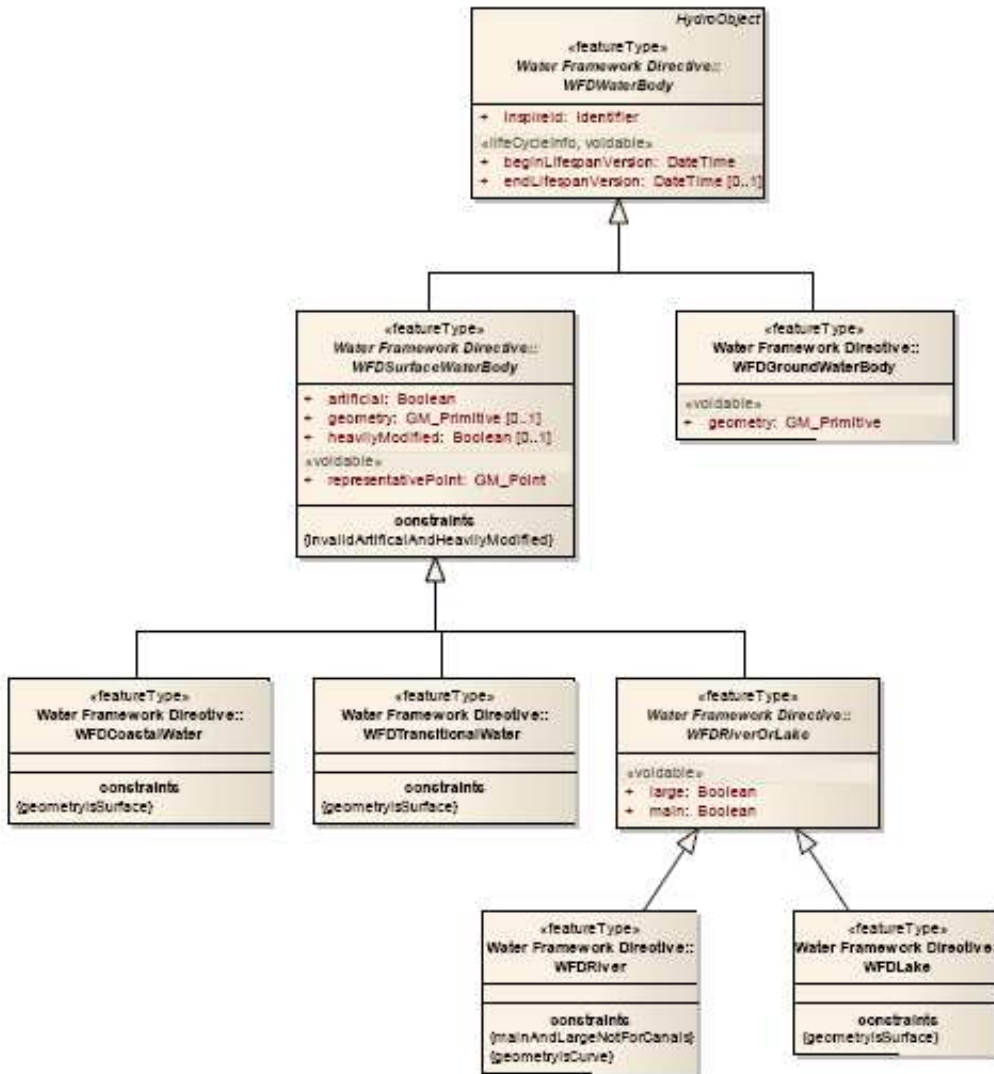 HydroObject
«featureType»
Water Framework Directive::
WFDWaterBody
+ inspireId: Identifier
«lifeCycleInfo, voidable»
+ beginLifespanVersion: DateTime
+ endLifespanVersion: DateTime [0..1]
«featureType»
Water Framework Directive::
WFDSurfaceWaterBody
+ artificial: Boolean
+ geometry: GM_Primitive [0..1]
+ heavilyModified: Boolean [0..1]
«voidable»
+ representativePoint: GM_Point
constraints
{invalidArtificalAndHeavilyModified}
«featureType»
Water Framework Directive::
WFDGroundWaterBody
«voidable»
+ geometry: GM_Primitive
«featureType»
Water Framework Directive::
WFDCoastalWater
constraints
{geometryIsSurface}
«featureType»
Water Framework Directive::
WFDTransitionalWater
constraints
{geometryIsSurface}
«featureType»
Water Framework Directive::
WFDRiverOrLake
«voidable»
+ large: Boolean
+ main: Boolean
«featureType»
Water Framework Directive::
WFDRiver
constraints
{mainAndLargeNotForCanals}
{geometryIsCurve}
«featureType»
Water Framework Directive
WFDLake
constraints
{geometryIsSurface}